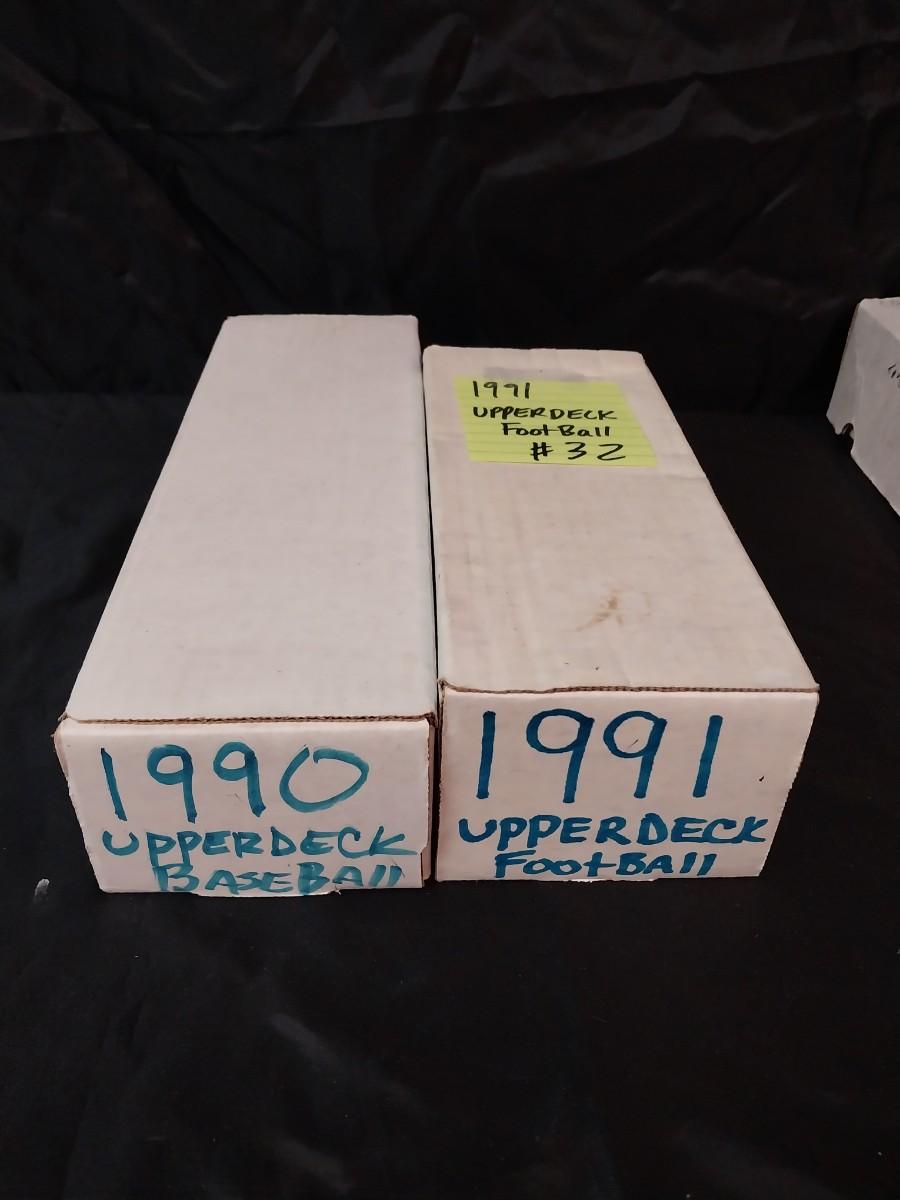 1991
UPPERDECK
FootBall
#32
1990
UPPERDECK
BASEBAll
1991
UPPERDECK
FootBAll